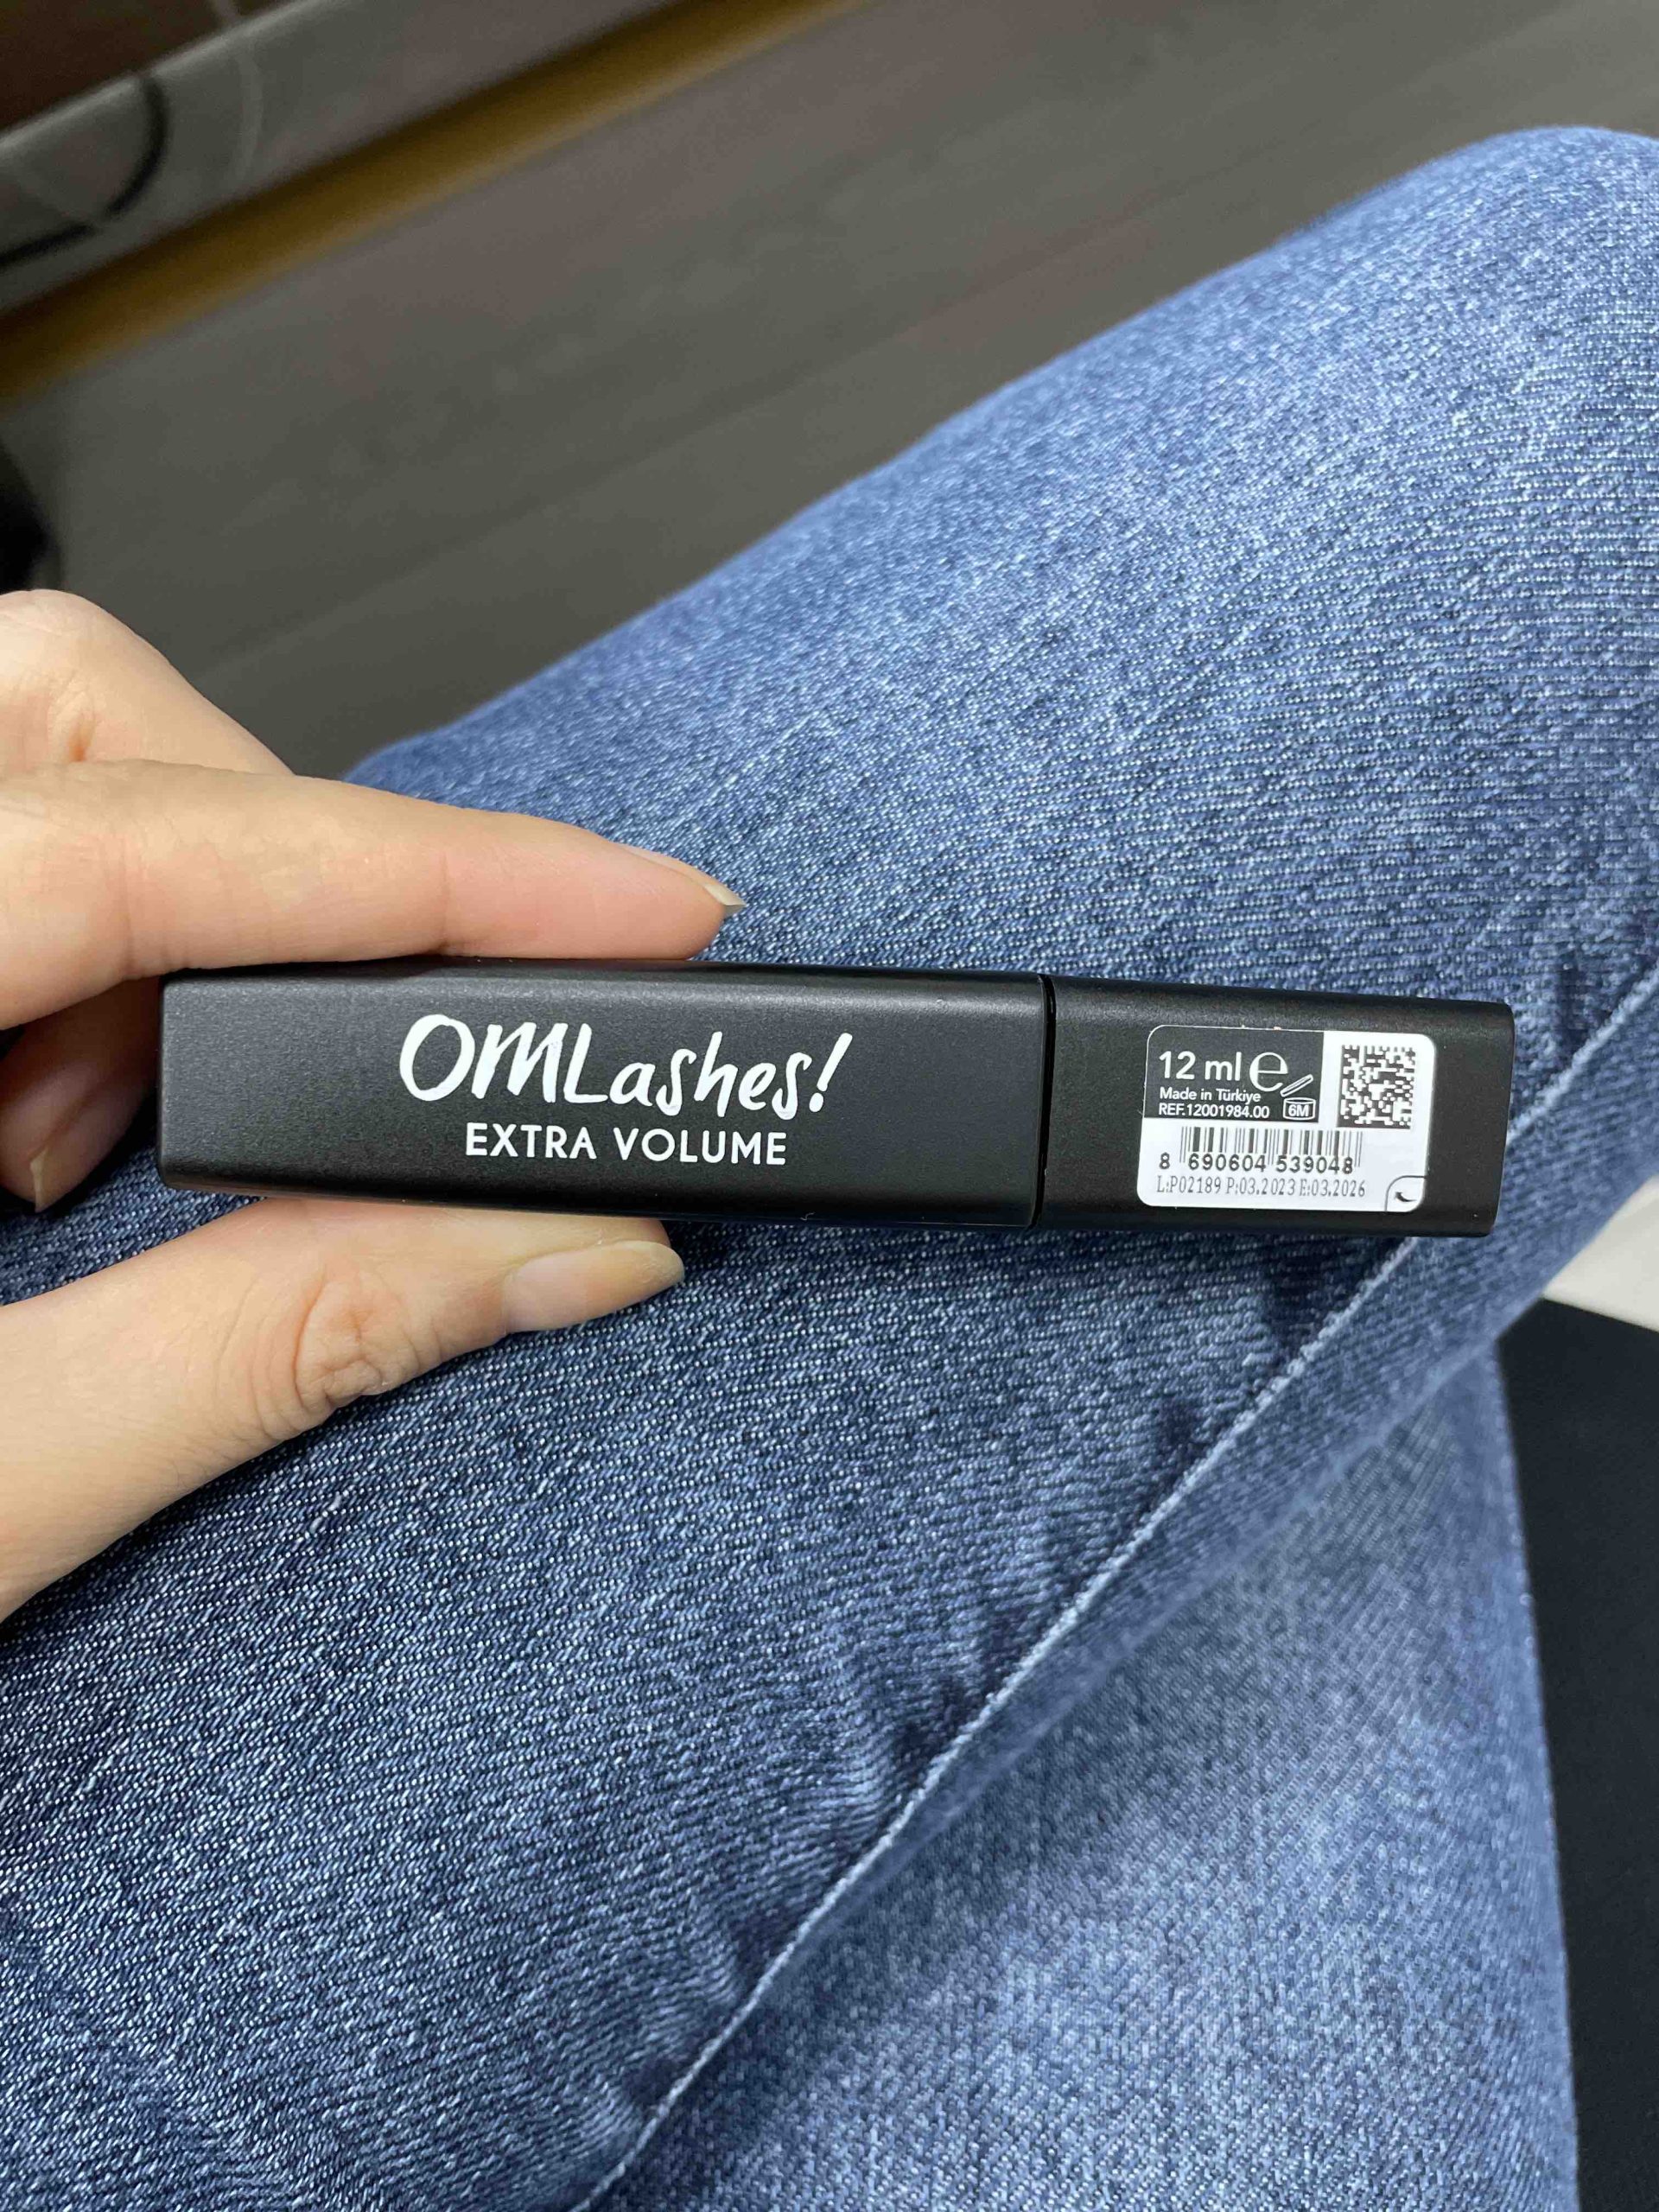 OMLashes!
EXTRA VOLUME
12 ml ℮
Made in Türkiye
REF.12001984.00 6M
8 690604 539048
L:P02189 P:03.2023 E:03.2026